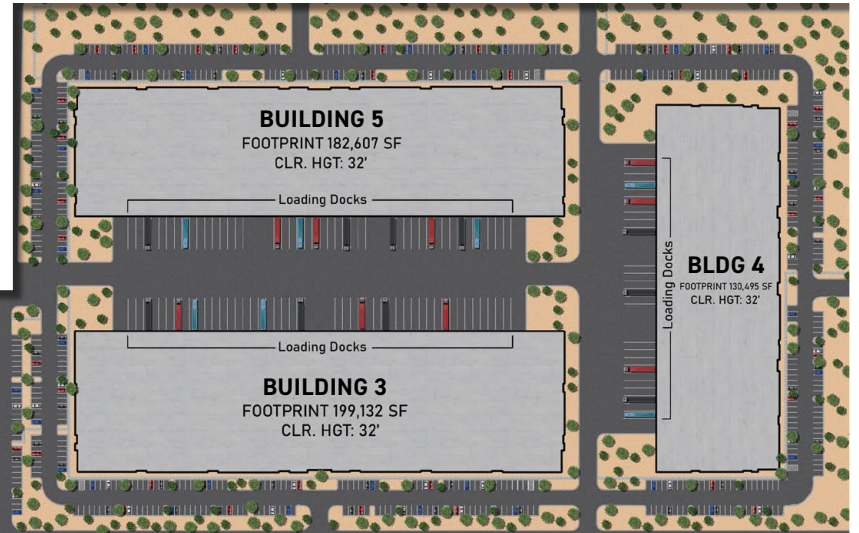 BUILDING 5
FOOTPRINT 182,607 SF
CLR. HGT: 32'
Loading Docks
Loading Docks
BUILDING 3
FOOTPRINT 199,132 SF
CLR. HGT: 32'
Loading Docks
BLDG 4
FOOTPRINT 130,495 SF
CLR. HGT: 32'